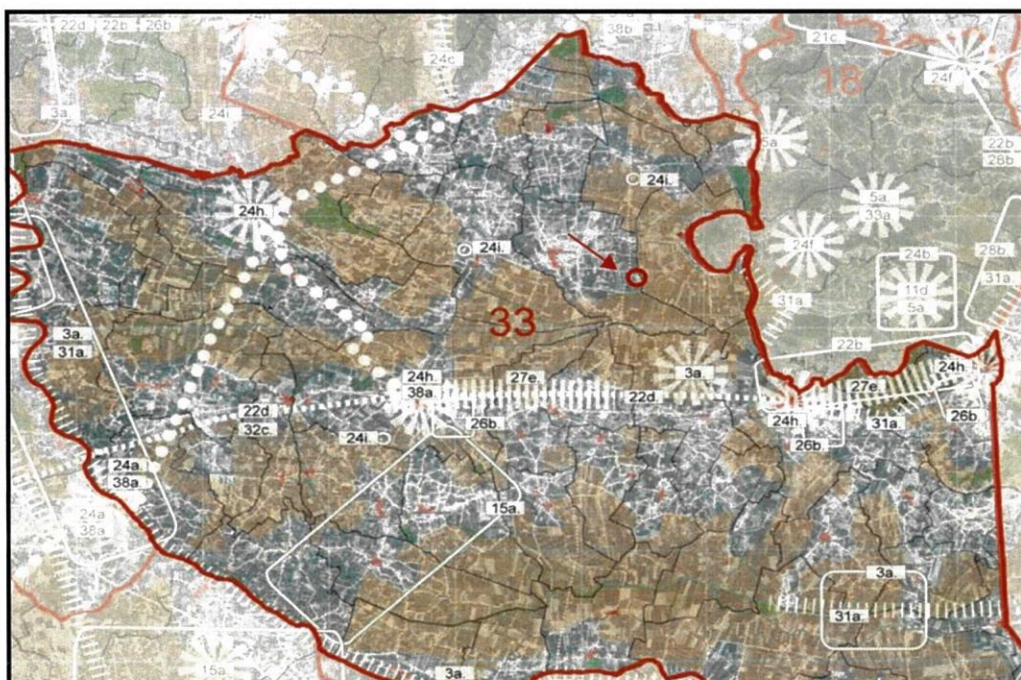 22d 22b 26b
24f
38b
21c
24c
24f
18
3a.
24i
5a
22b
28b
24i.
5a.
33a
24h.
24i.
24f
28b
24b
11d
5a
31a.
31a.
33
3a.
31a.
22b
24h.
38a.
27e.
3a.
24h.
27e.
22d
32c.
22d.
26b.
24h.
31a.
26b.
24i.
26b.
24a.
38a.
15a.
24a
38a.
3a.
31a.
15a
3a.